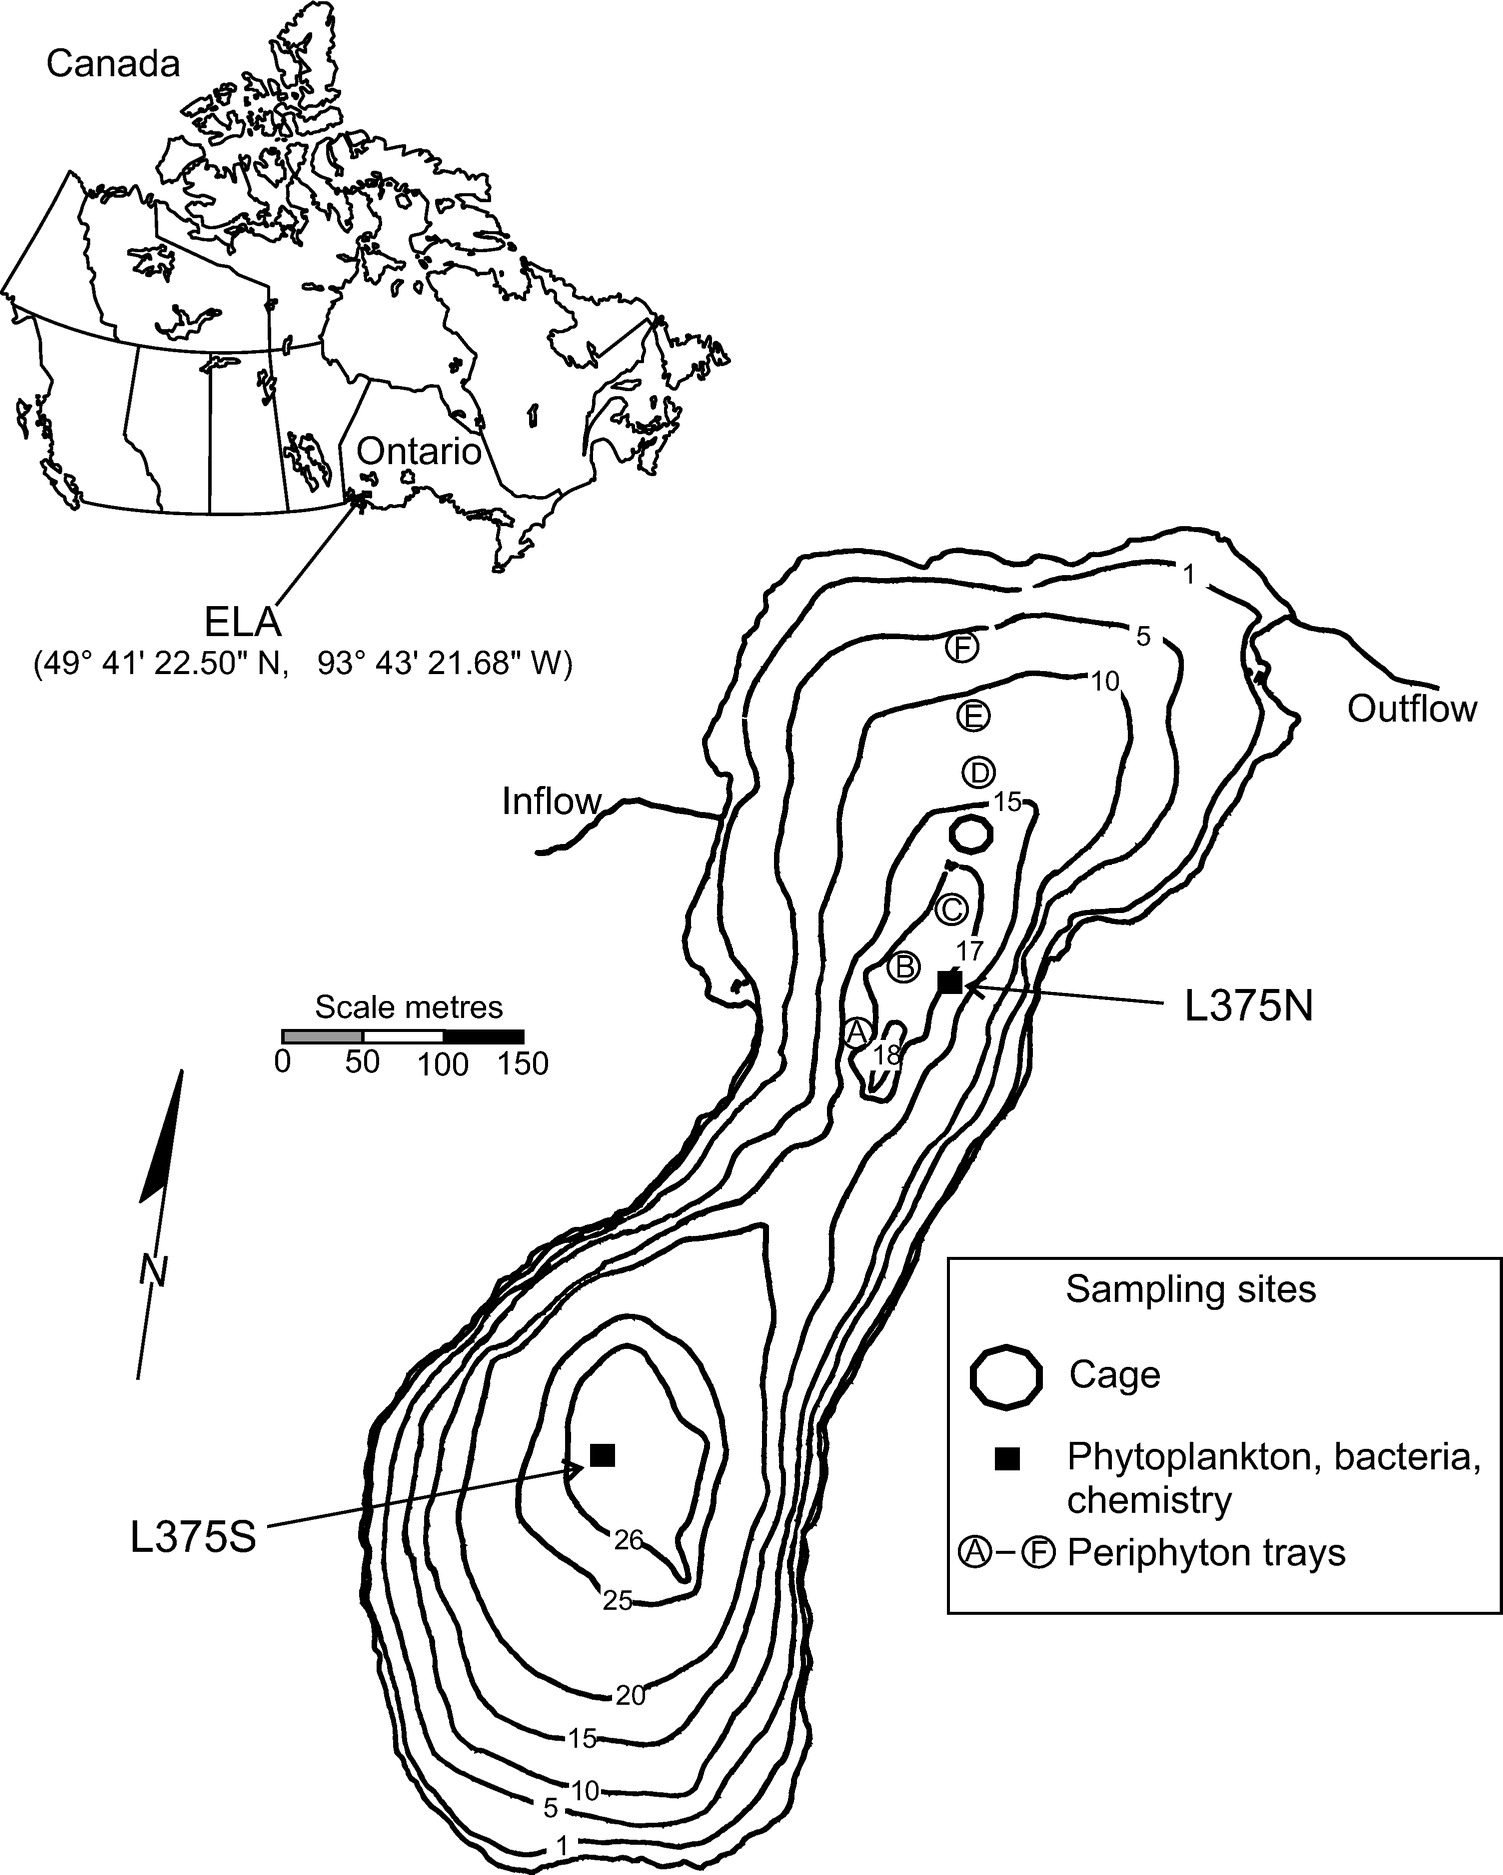 Canada
Ontario
ELA
(49° 41' 22.50" N, 93° 43' 21.68" W)
1
5
F
10
E
Outflow
D
Inflow
15
C
17
B
L375N
Scale metres
0 50 100 150
A
18
N
Sampling sites
Cage
Phytoplankton, bacteria,
chemistry
L375S
26
A–F Periphyton trays
25
20
15
10
5
1